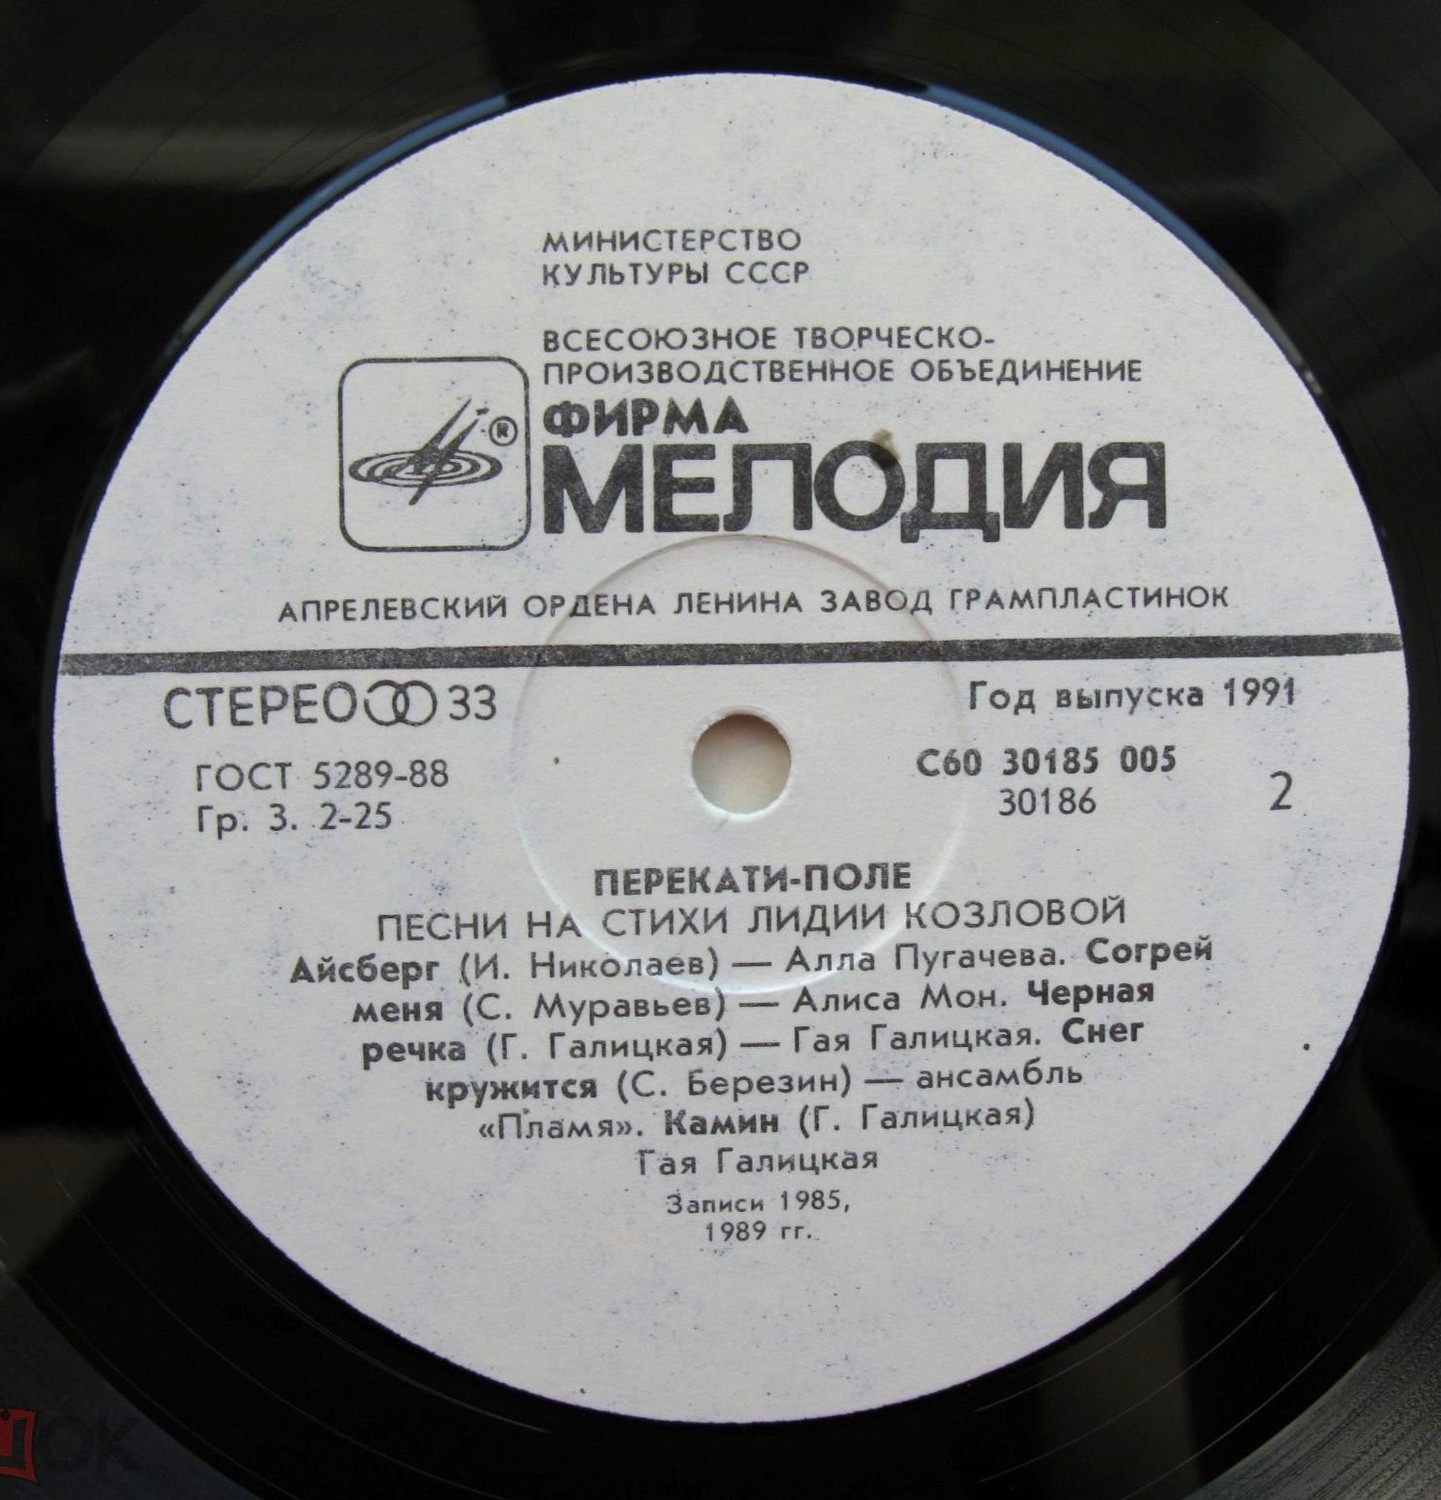 МИНИСТЕРСТВО
КУЛЬТУРЫ СССР
ВСЕСОЮЗНОЕ ТВОРЧЕСКО-
ПРОИЗВОДСТВЕННОЕ ОБЪЕДИНЕНИЕ
ФИРМА
® МЕЛОДИЯ
АПРЕЛЕВСКИЙ ОРДЕНА ЛЕНИНА ЗАВОД ГРАМПЛАСТИНОК
СТЕРЕО 33
Год выпуска 1991
ГОСТ 5289-88
Гр. 3. 2-25
С60 30185 005
30186
2
ПЕРЕКАТИ-ПОЛЕ
ПЕСНИ НА СТИХИ ЛИДИИ КОЗЛОВОЙ
Айсберг (И. Николаев) — Алла Пугачева. Согрей
меня (С. Муравьев) — Алиса Мон. Черная
речка (Г. Галицкая) — Гая Галицкая. Снег
кружится (С. Березин) — ансамбль
«Пламя». Камин (Г. Галицкая)
Гая Галицкая
Записи 1985,
1989 гг.
ОК